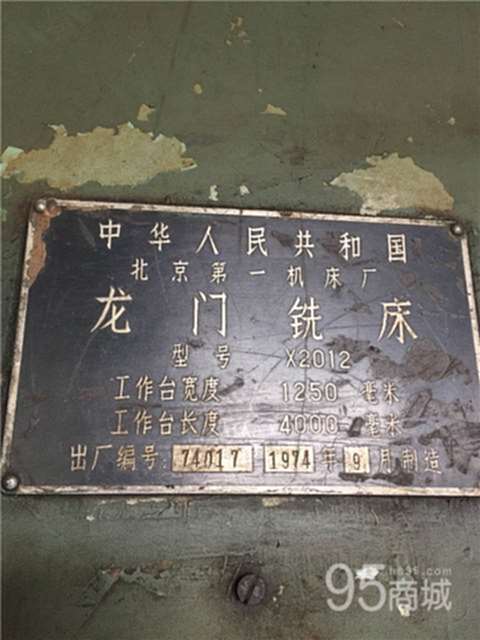 中华人民共和国
北京第一机床厂
龙门铣床
型号 X2012
工作台宽度 1250 毫米
工作台长度 4000 毫米
出厂编号: 74017 1974 年 9 月制造
95商城